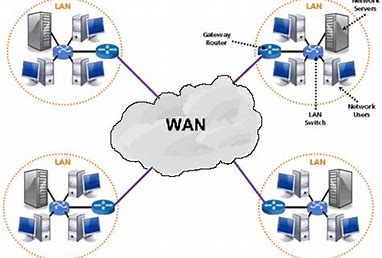 LAN
LAN
Network
Servers
Gateway
Router
LAN
Switch
Network
Users
WAN
LAN
LAN